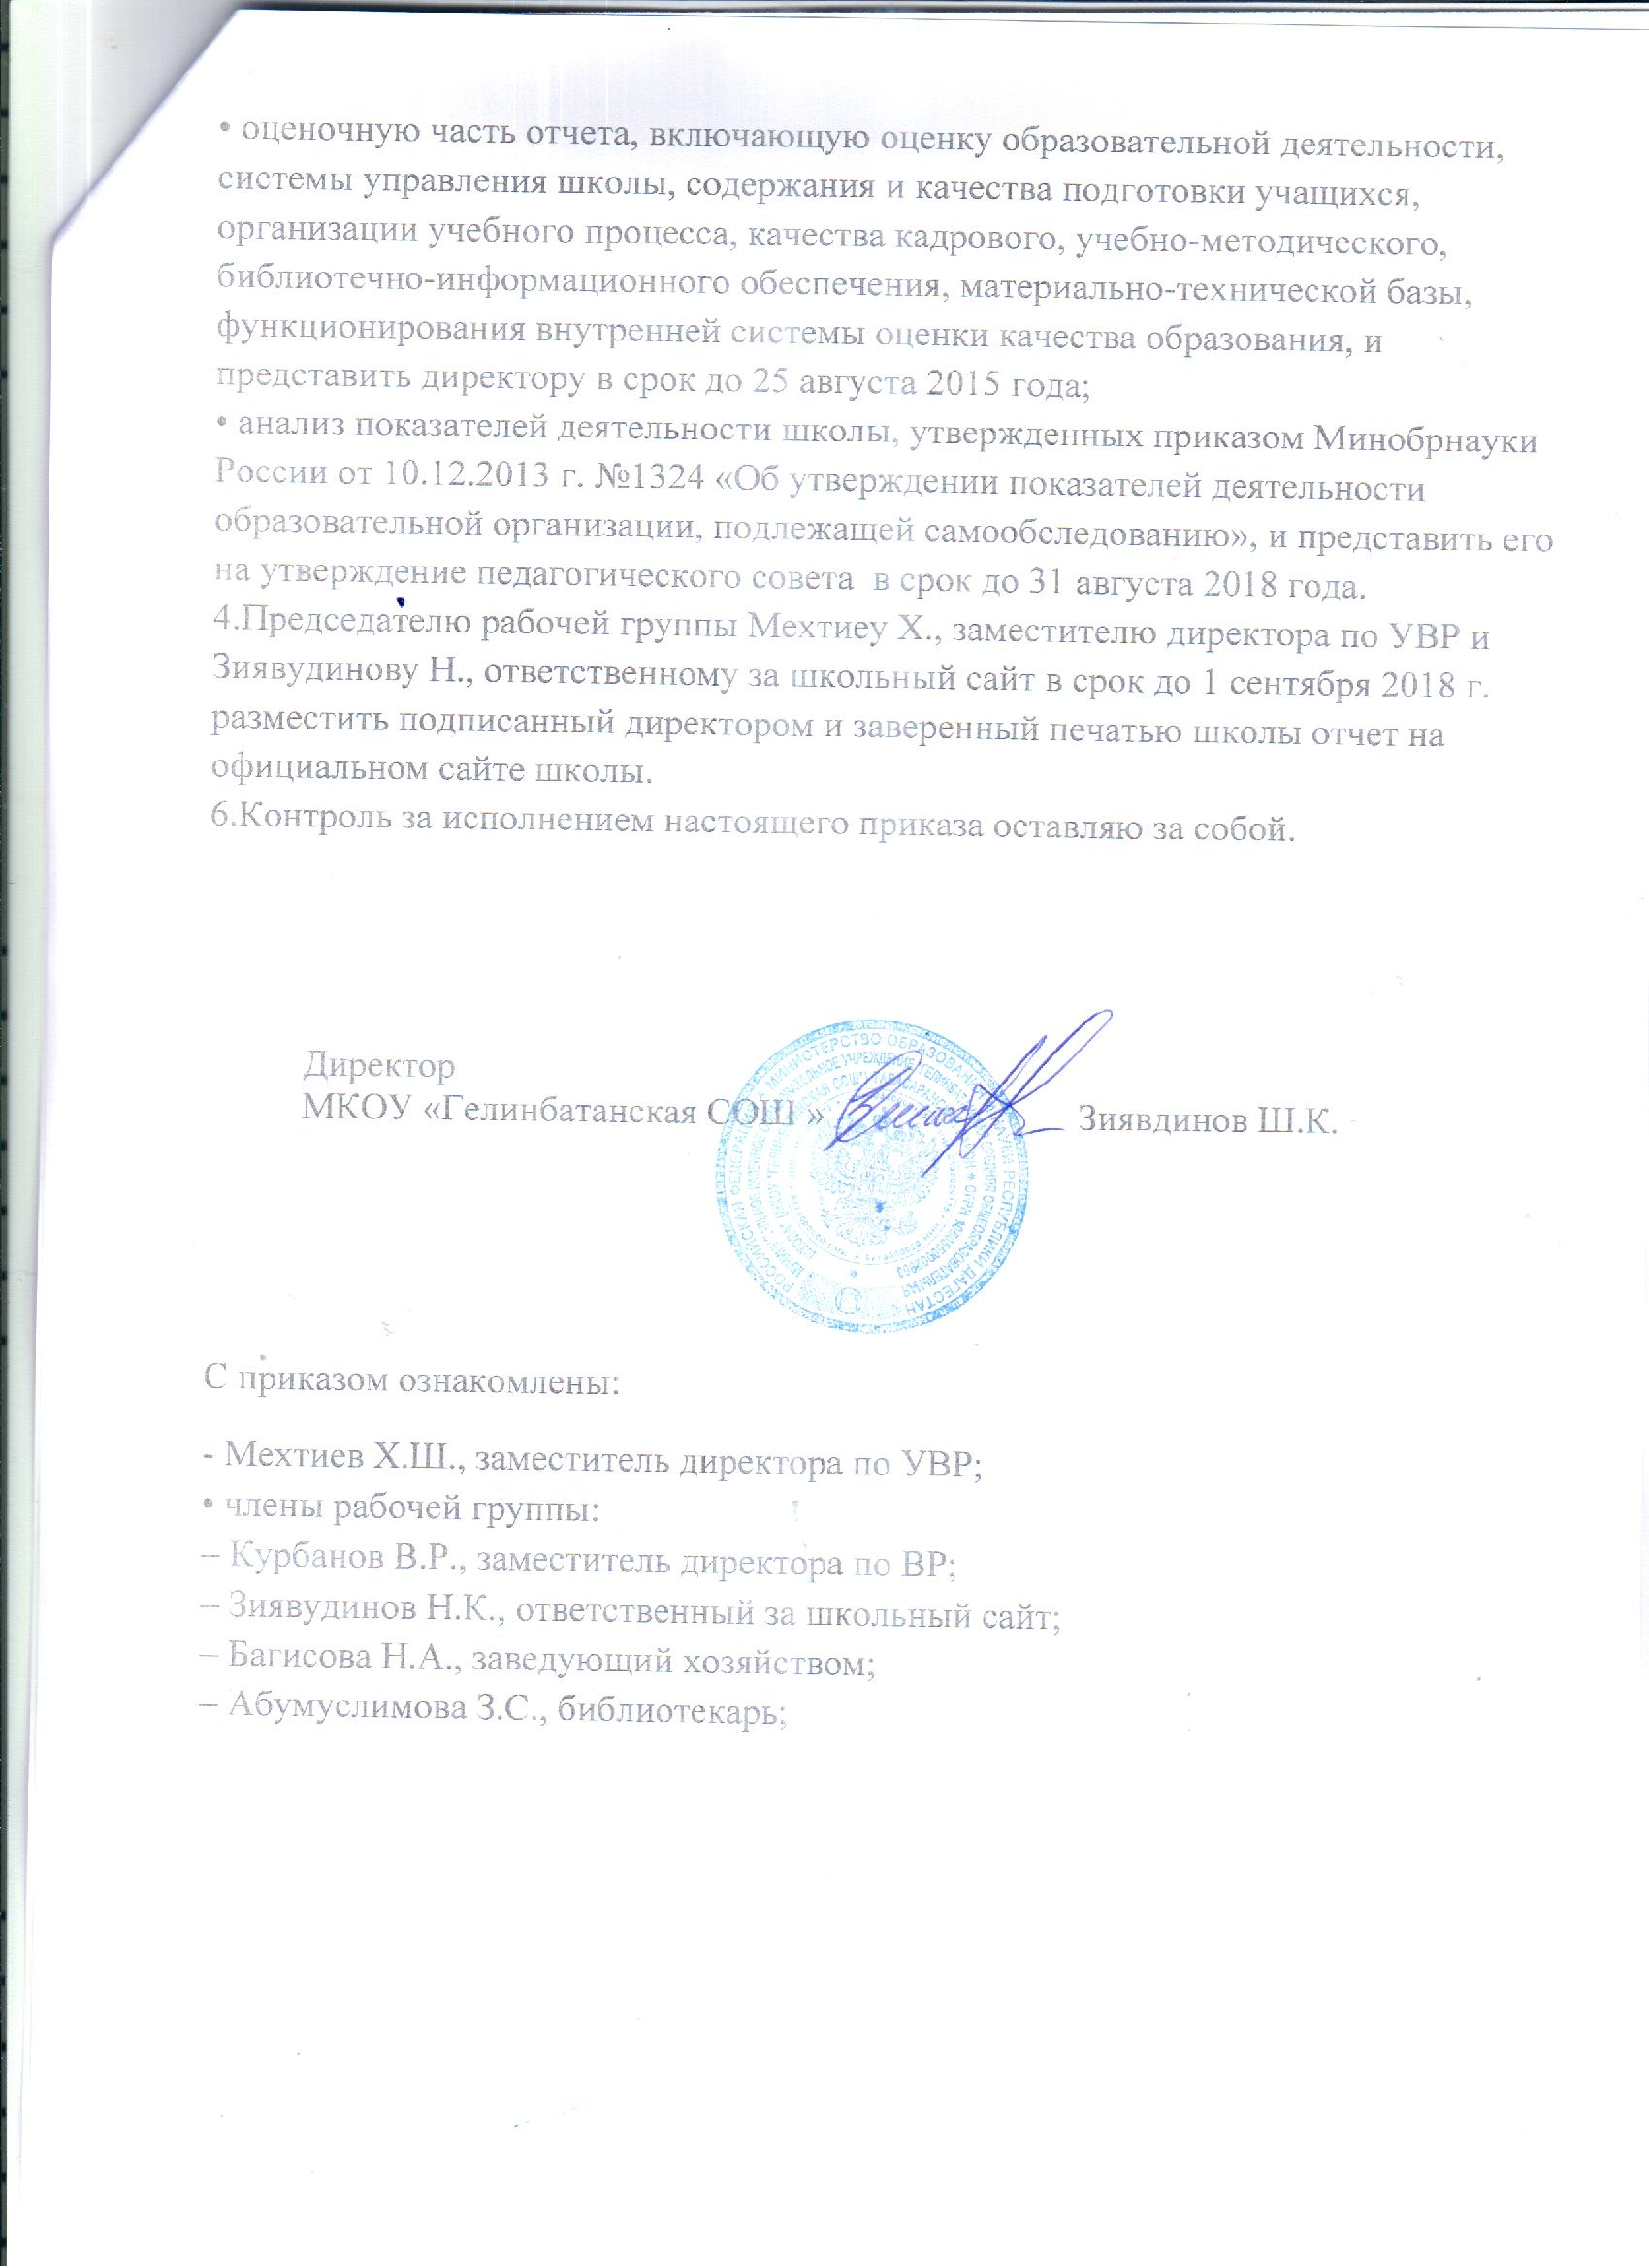 • оценочную часть отчета, включающую оценку образовательной деятельности,
системы управления школы, содержания и качества подготовки учащихся,
организации учебного процесса, качества кадрового, учебно-методического,
библиотечно-информационного обеспечения, материально-технической базы,
функционирования внутренней системы оценки качества образования, и
представить директору в срок до 25 августа 2015 года;
• анализ показателей деятельности школы, утвержденных приказом Минобрнауки
России от 10.12.2013 г. №1324 «Об утверждении показателей деятельности
образовательной организации, подлежащей самообследованию», и представить его
на утверждение педагогического совета в срок до 31 августа 2018 года.
4.Председателю рабочей группы Мехтиеу Х., заместителю директора по УВР и
Зиявудинову Н., ответственному за школьный сайт в срок до 1 сентября 2018 г.
разместить подписанный директором и заверенный печатью школы отчет на
официальном сайте школы.
6.Контроль за исполнением настоящего приказа оставляю за собой.
Директор
МКОУ «Гелинбатанская СОШ » Зиявдинов Ш.К.
РОССИЙСКАЯ ФЕДЕРАЦИЯ МИНИСТЕРСТВО ОБРАЗОВАНИЯ И НАУКИ РЕСПУБЛИКИ ДАГЕСТАН
С приказом ознакомлены:
- Мехтиев Х.Ш., заместитель директора по УВР;
• члены рабочей группы:
– Курбанов В.Р., заместитель директора по ВР;
– Зиявудинов Н.К., ответственный за школьный сайт;
– Багисова Н.А., заведующий хозяйством;
– Абумуслимова З.С., библиотекарь;